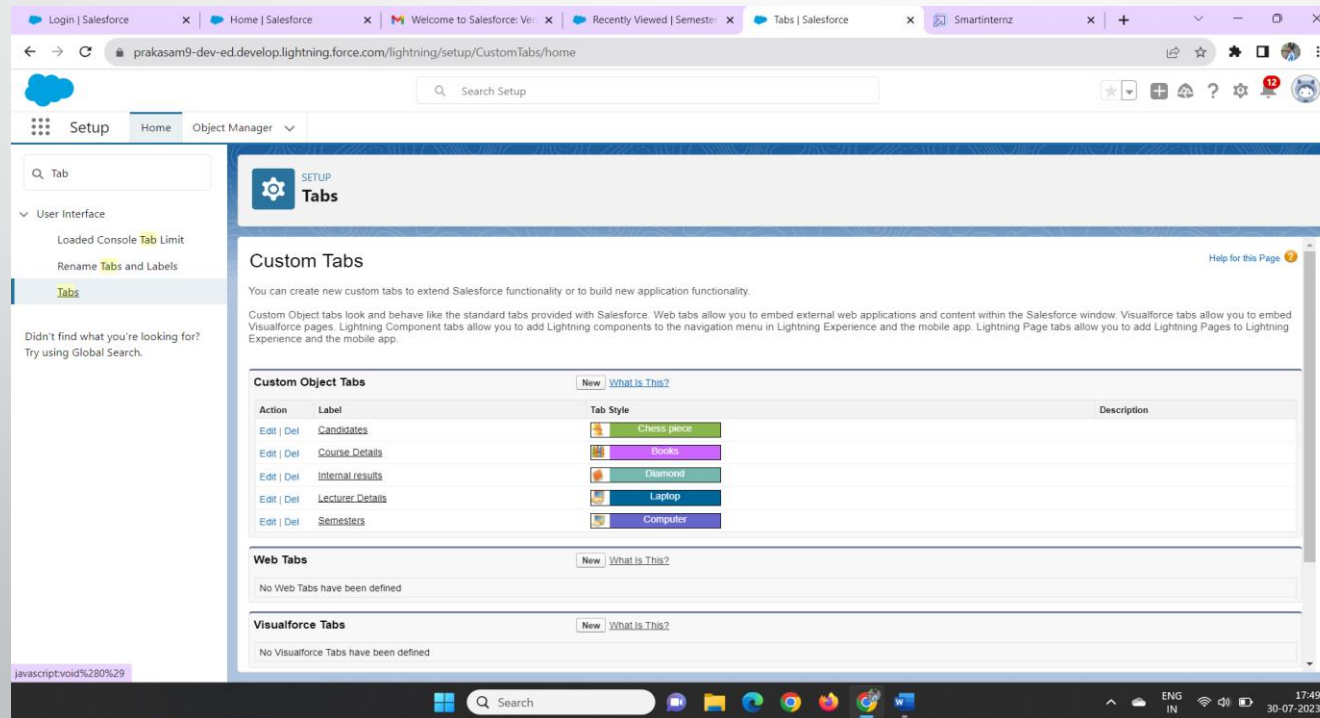 Login | Salesforce
Home | Salesforce
Welcome to Salesforce: Ver
Recently Viewed | Semester
Tabs | Salesforce
Smartinternz
prakasam9-dev-ed.develop.lightning.force.com/lightning/setup/CustomTabs/home
Search Setup
12
Setup
Home
Object Manager
Tab
User Interface
Loaded Console Tab Limit
Rename Tabs and Labels
Tabs
Didn't find what you're looking for?
Try using Global Search.
SETUP
Tabs
Custom Tabs
Help for this Page
You can create new custom tabs to extend Salesforce functionality or to build new application functionality.
Custom Object tabs look and behave like the standard tabs provided with Salesforce. Web tabs allow you to embed external web applications and content within the Salesforce window. Visualforce tabs allow you to embed
Visualforce pages. Lightning Component tabs allow you to add Lightning components to the navigation menu in Lightning Experience and the mobile app. Lightning Page tabs allow you to add Lightning Pages to Lightning
Experience and the mobile app.
Custom Object Tabs New What Is This?
Action Label Tab Style Description
Edit | Del Candidates Chess piece
Edit | Del Course Details Books
Edit | Del Internal results Diamond
Edit | Del Lecturer Details Laptop
Edit | Del Semesters Computer
Web Tabs New What Is This?
No Web Tabs have been defined
Visualforce Tabs New What Is This?
No Visualforce Tabs have been defined
javascript:void%280%29
Search
ENG
IN
17:49
30-07-2023